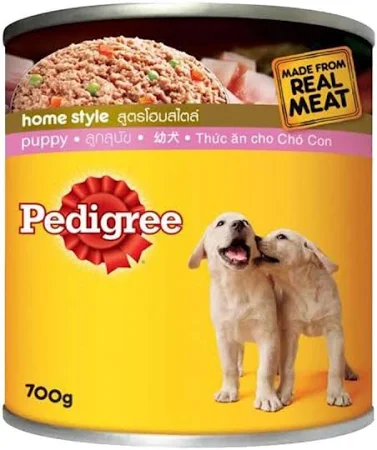 MADE FROM
REAL
MEAT
home style สูตรโฮมสไตล์
puppy • ลูกสุนัข • 幼犬 • Thức ăn cho Chó Con
Pedigree
700g